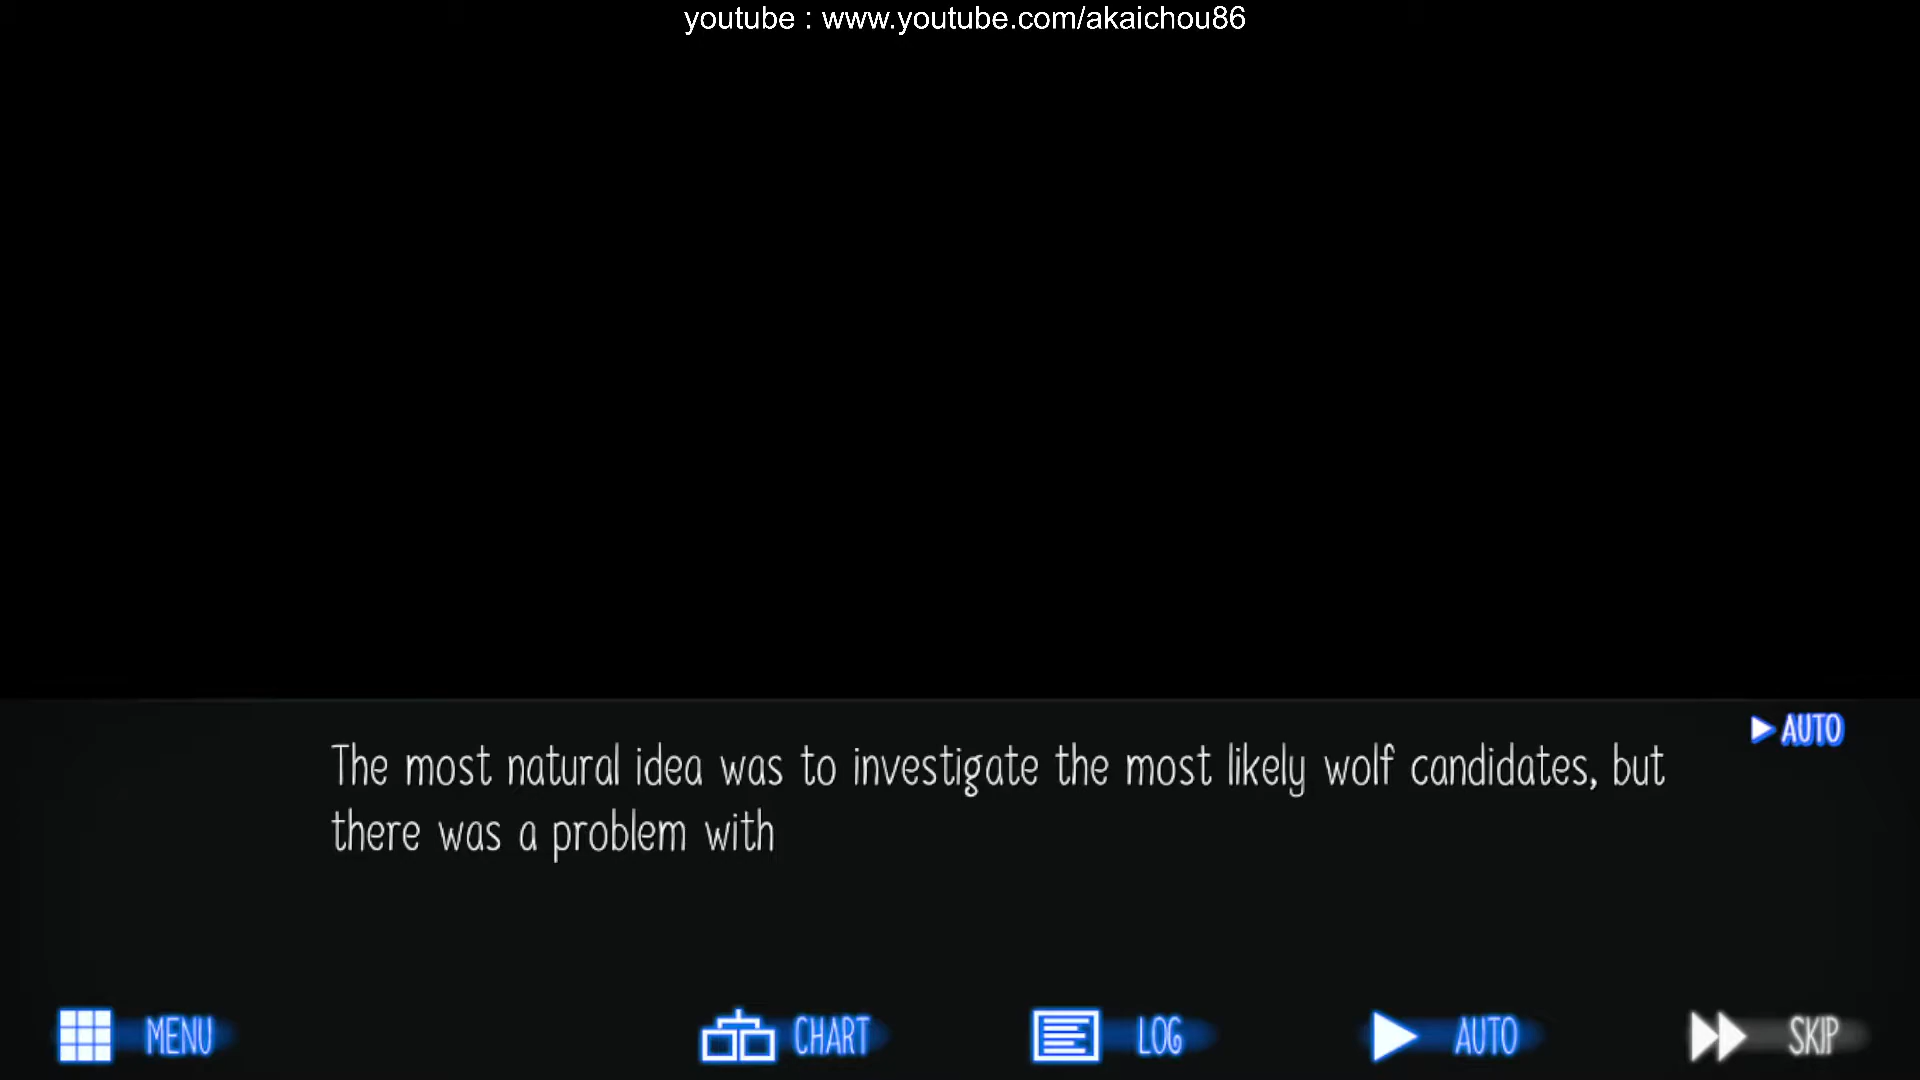 youtube : www.youtube.com/akaichou86
AUTO
The most natural idea was to investigate the most likely wolf candidates, but
there was a problem with
MENU
CHART
LOG
AUTO
SKIP